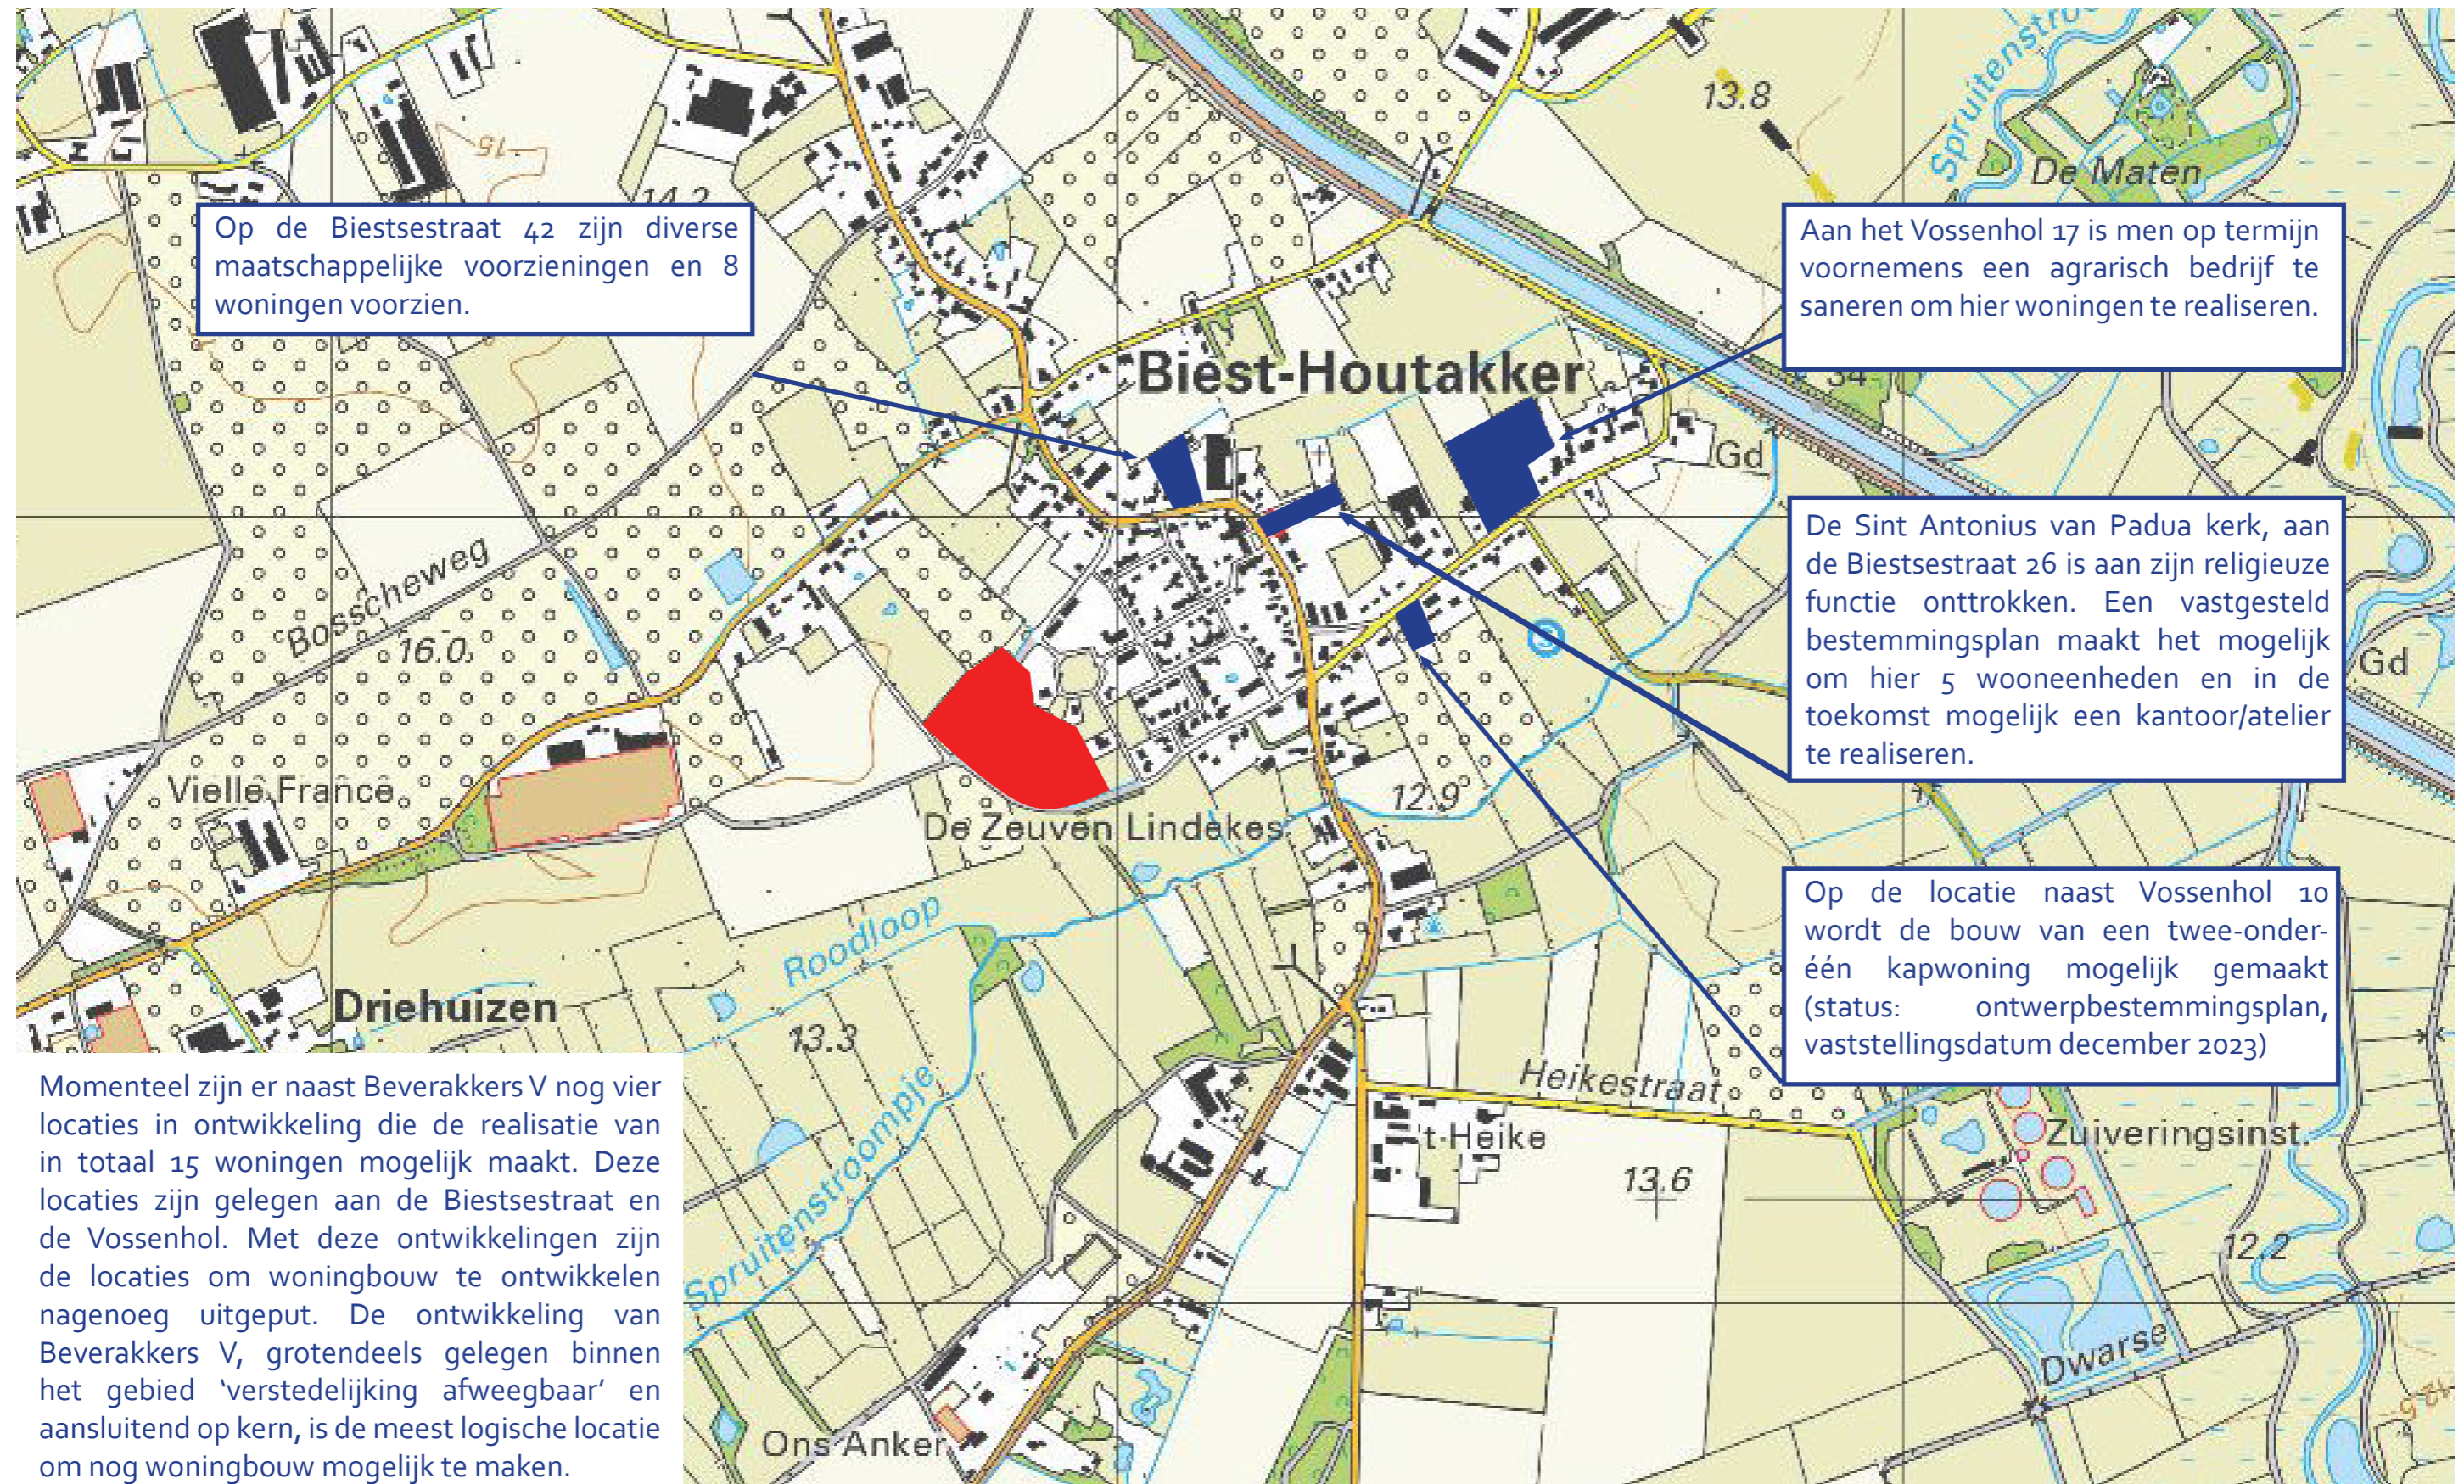 Spruitenstroo
13.8
De Maten
15
14.2
Op de Biestsestraat 42 zijn diverse
maatschappelijke voorzieningen en 8
woningen voorzien.
Aan het Vossenhol 17 is men op termijn
voornemens een agrarisch bedrijf te
saneren om hier woningen te realiseren.
Biest-Houtakker
34
Gd
De Sint Antonius van Padua kerk, aan
de Biestsestraat 26 is aan zijn religieuze
functie onttrokken. Een vastgesteld
bestemmingsplan maakt het mogelijk
om hier 5 wooneenheden en in de
toekomst mogelijk een kantoor/atelier
te realiseren.
Bosscheweg
16.0
Gd
Vielle France
12.9
De Zeuven Lindekes
Op de locatie naast Vossenhol 10
wordt de bouw van een twee-onder-
één kapwoning mogelijk gemaakt
(status: ontwerpbestemmingsplan,
vaststellingsdatum december 2023)
Roodloop
Driehuizen
13.3
Heikestraat
Spruitenstroompje
't Heike
Zuiveringsinst.
13.6
12.2
Dwarse
12.5
Ons Anker
Momenteel zijn er naast Beverakkers V nog vier
locaties in ontwikkeling die de realisatie van
in totaal 15 woningen mogelijk maakt. Deze
locaties zijn gelegen aan de Biestsestraat en
de Vossenhol. Met deze ontwikkelingen zijn
de locaties om woningbouw te ontwikkelen
nagenoeg uitgeput. De ontwikkeling van
Beverakkers V, grotendeels gelegen binnen
het gebied ‘verstedelijking afweegbaar’ en
aansluitend op kern, is de meest logische locatie
om nog woningbouw mogelijk te maken.